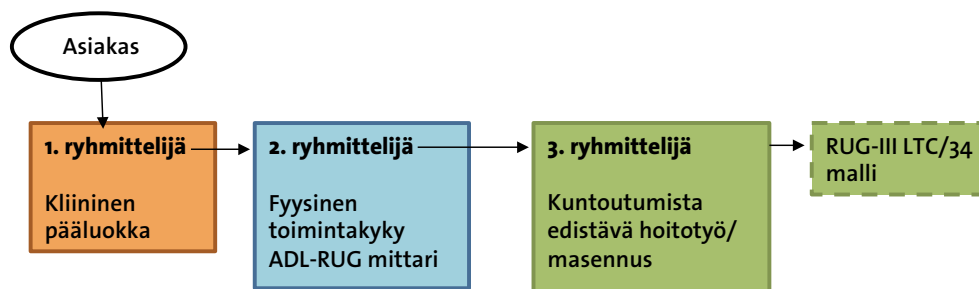 Asiakas
1. ryhmittelijä
Kliininen
pääluokka
2. ryhmittelijä
Fyysinen
toimintakyky
ADL-RUG mittari
3. ryhmittelijä
Kuntoutumista
edistävä hoitotyö/
masennus
RUG-III LTC/34
malli